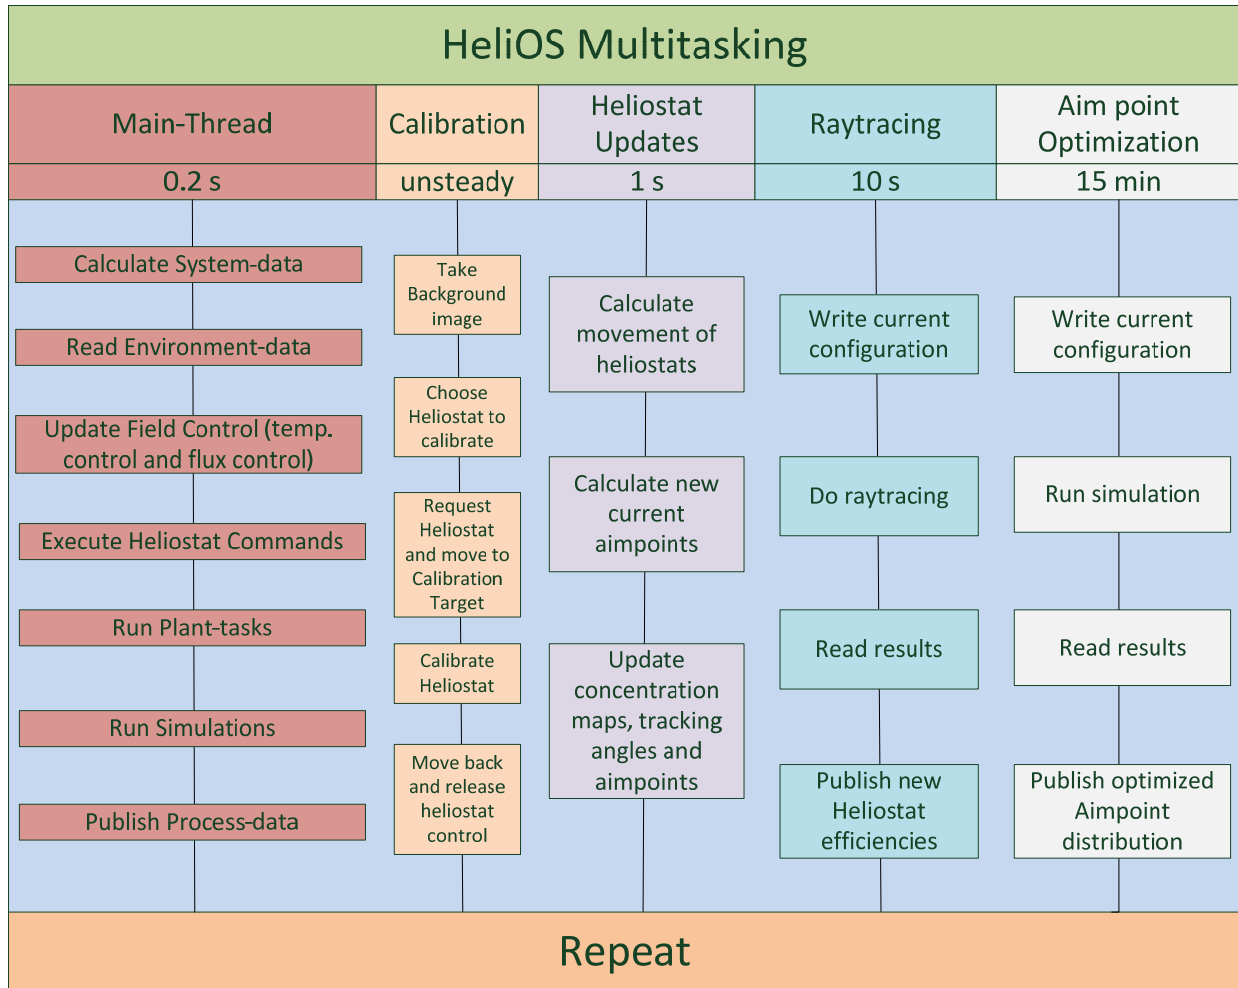 HeliOS Multitasking
Main-Thread
0.2 s
Calculate System-data
Read Environment-data
Update Field Control (temp.
control and flux control)
Execute Heliostat Commands
Run Plant-tasks
Run Simulations
Publish Process-data
Calibration
unsteady
Take
Background
image
Choose
Heliostat to
calibrate
Request
Heliostat
and move to
Calibration
Target
Calibrate
Heliostat
Move back
and release
heliostat
control
Heliostat
Updates
1 s
Calculate
movement of
heliostats
Calculate new
current
aimpoints
Update
concentration
maps, tracking
angles and
aimpoints
Raytracing
10 s
Write current
configuration
Do raytracing
Read results
Publish new
Heliostat
efficiencies
Aim point
Optimization
15 min
Write current
configuration
Run simulation
Read results
Publish optimized
Aimpoint
distribution
Repeat